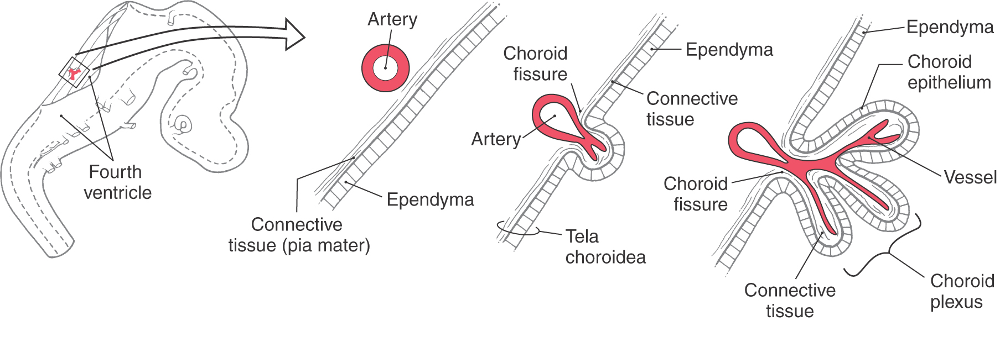 Fourth
ventricle
Artery
Connective
tissue (pia mater)
Ependyma
Choroid
fissure
Artery
Ependyma
Connective
tissue
Tela
choroidea
Ependyma
Choroid
epithelium
Vessel
Choroid
fissure
Connective
tissue
Choroid
plexus